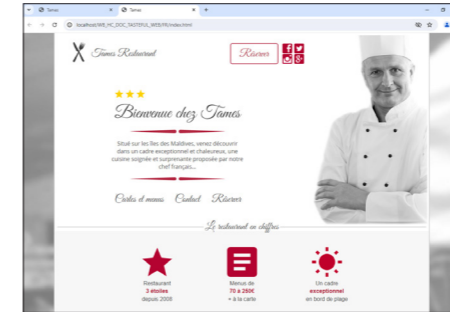 Tames
Tames
localhost/WB_HC_DOC_TASTEFUL_WEB/P8/index.html
Tames Restaurant
Réserver
Bienvenue chez Tames
Situé sur les îles des Maldives, venez découvrir
dans un cadre exceptionnel et chaleureux, une
cuisine soignée et surprenante proposée par notre
chef français...
Cartes et menus Contact Réserver
Le restaurant en chiffres
Restaurant
3 étoiles
depuis 2008
Menus de
70 à 260€
+ à la carte
Un cadre
exceptionnel
en bord de plage